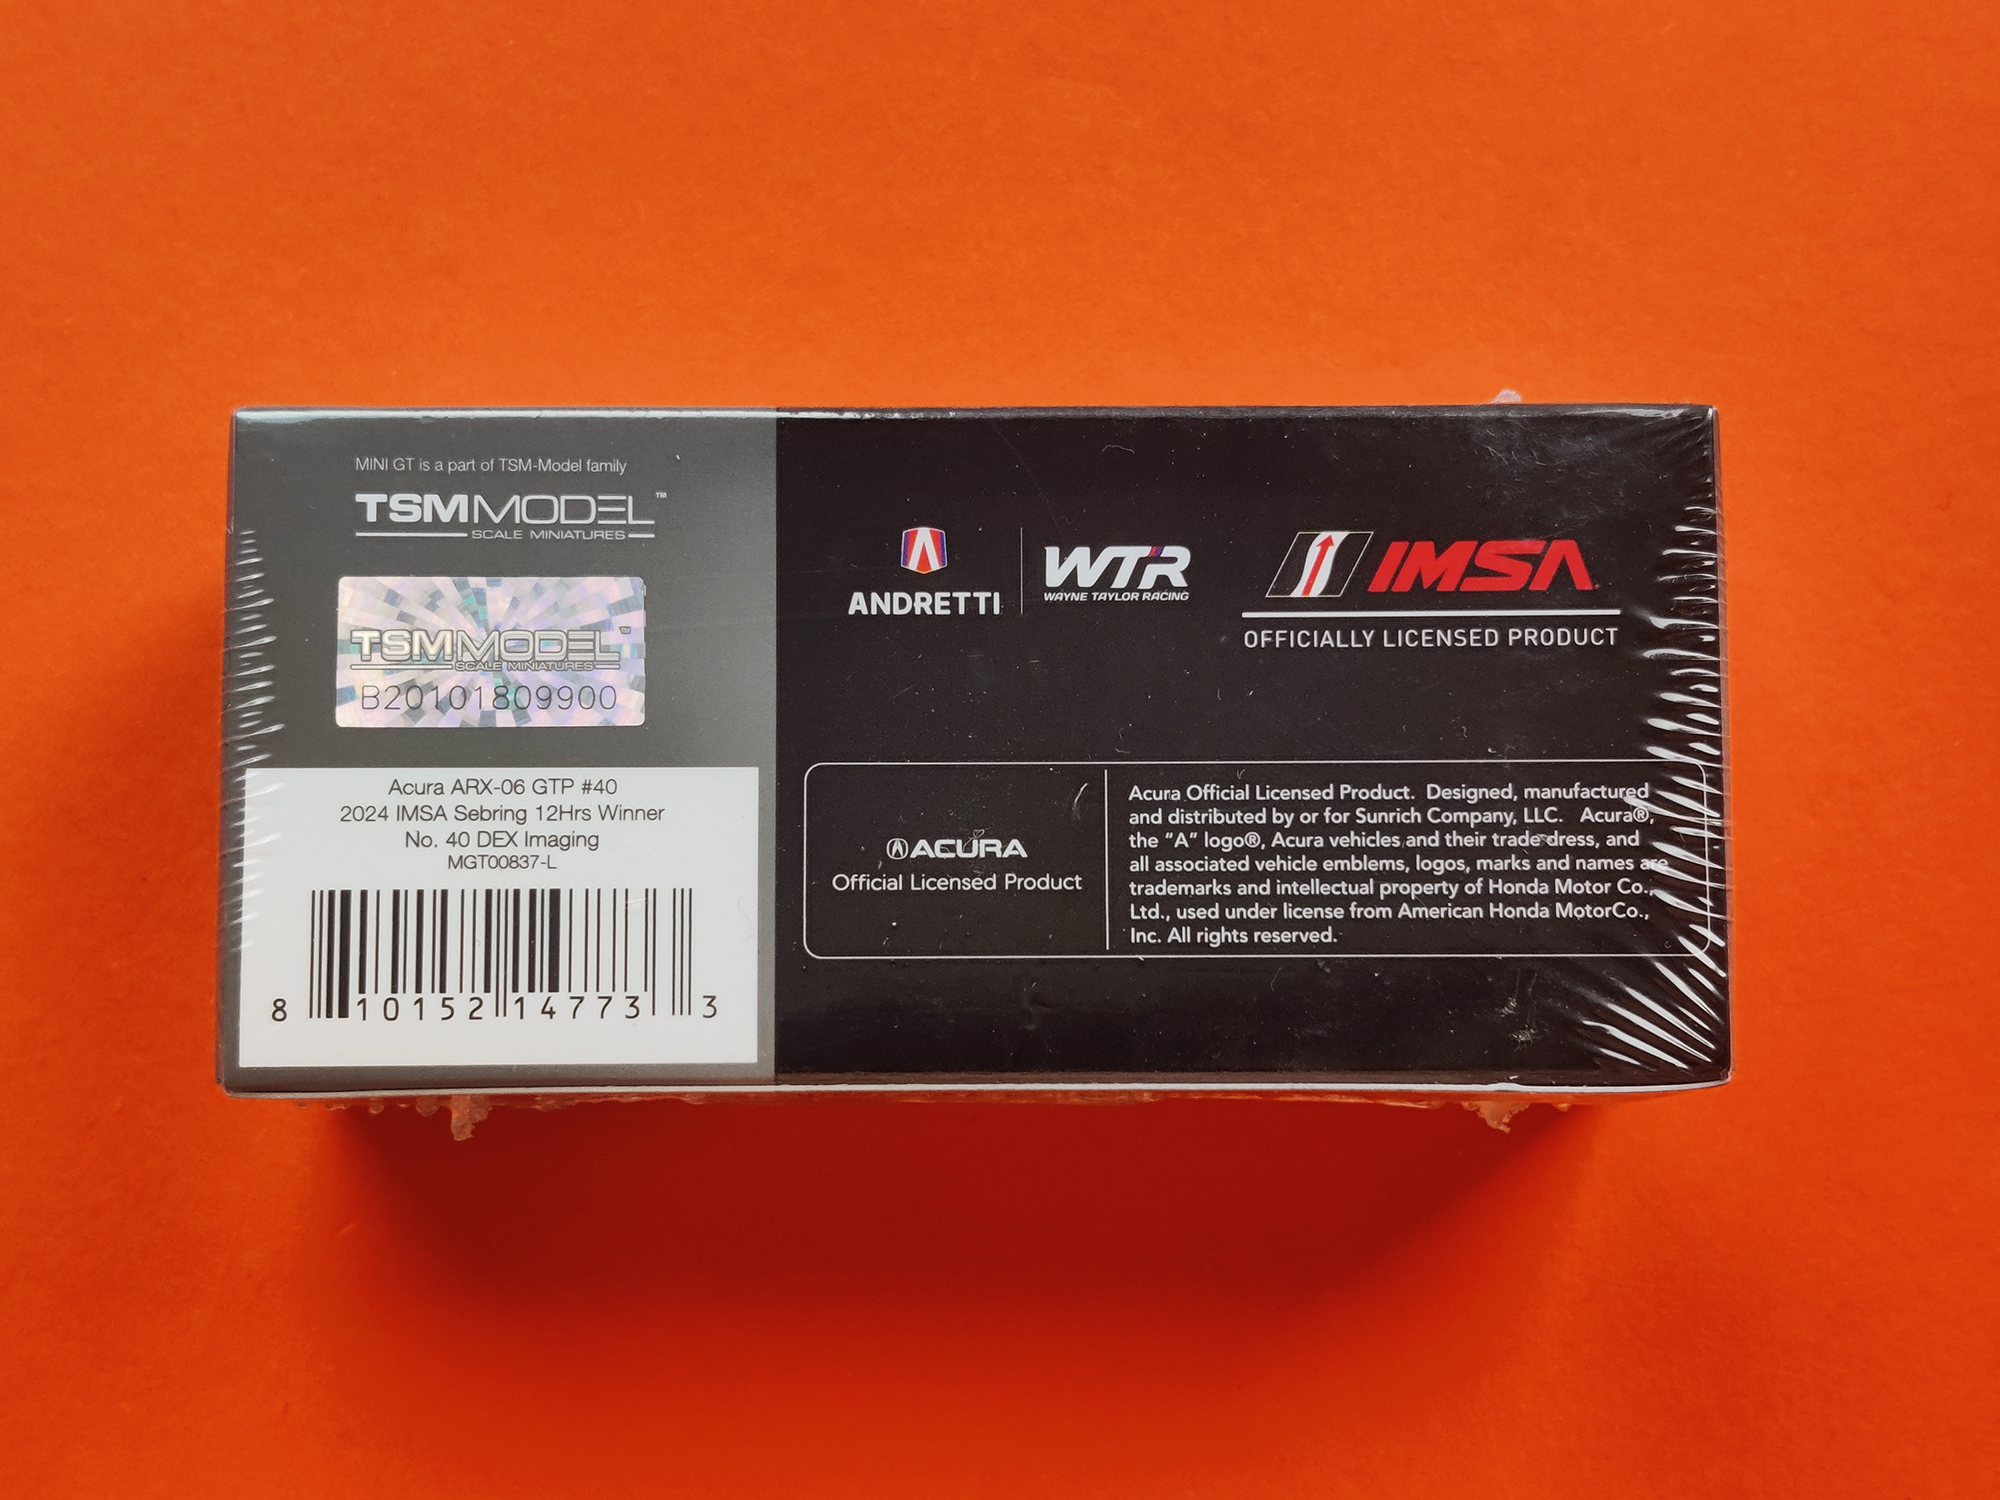 MINI GT is a part of TSM-Model family
TSMMODEL™
SCALE MINIATURES
TSMMODEL™
SCALE MINIATURES
B20101809900
Acura ARX-06 GTP #40
2024 IMSA Sebring 12Hrs Winner
No. 40 DEX Imaging
MGT00837-L
8 10152 14773 3
ANDRETTI
WTR
WAYNE TAYLOR RACING
IMSA
OFFICIALLY LICENSED PRODUCT
ACURA
Official Licensed Product
Acura Official Licensed Product. Designed, manufactured
and distributed by or for Sunrich Company, LLC. Acura®,
the “A” logo®, Acura vehicles and their trade dress, and
all associated vehicle emblems, logos, marks and names are
trademarks and intellectual property of Honda Motor Co.,
Ltd., used under license from American Honda MotorCo.,
Inc. All rights reserved.